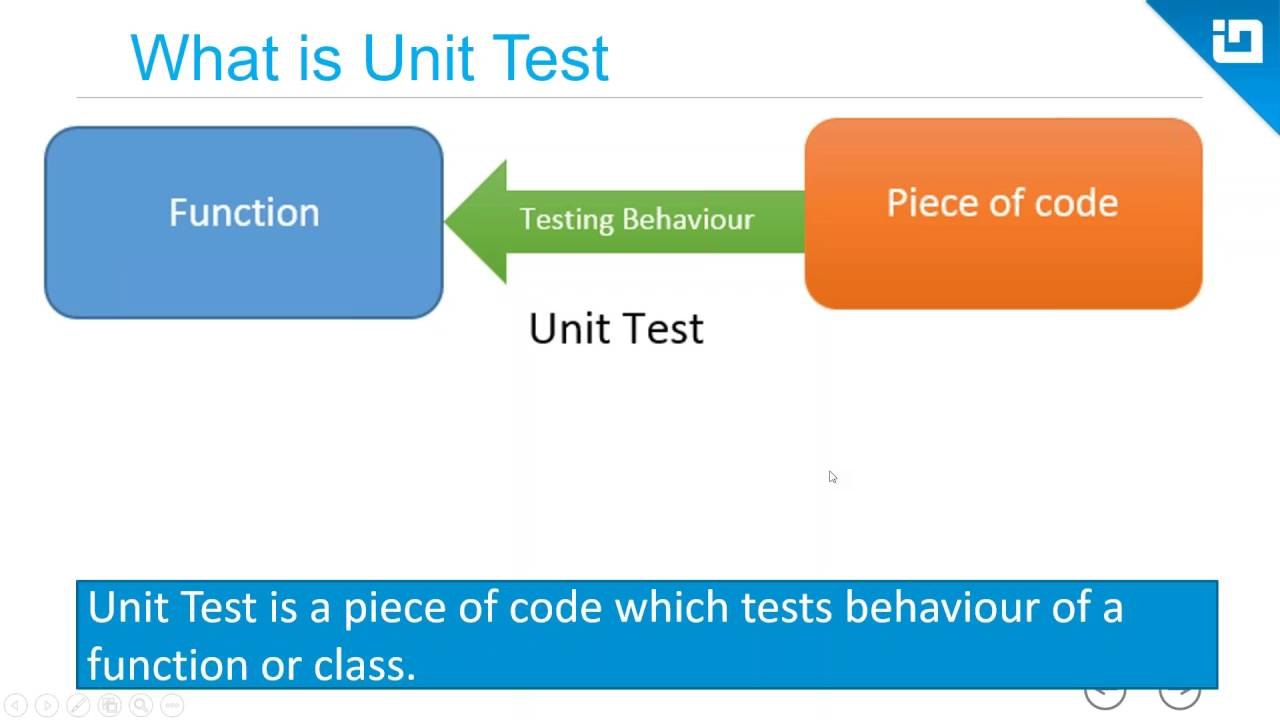 What is Unit Test
Function
Testing Behaviour
Piece of code
Unit Test
Unit Test is a piece of code which tests behaviour of a
function or class.